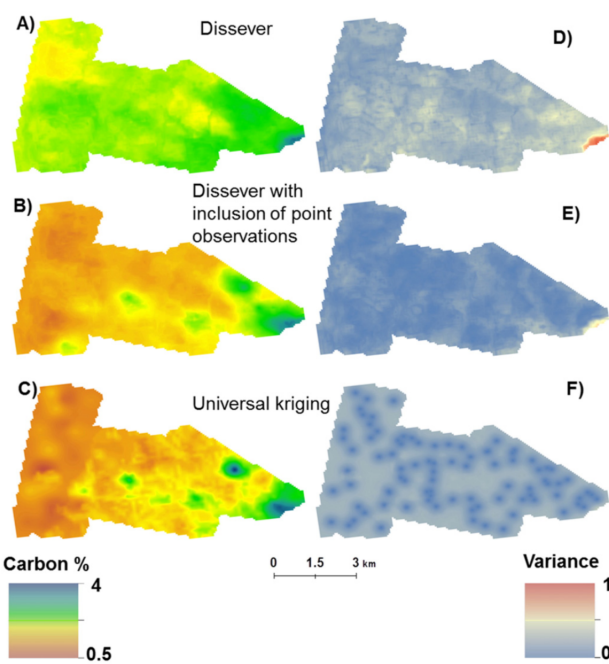 A)
Dissever
D)
B)
Dissever with
inclusion of point
observations
E)
C)
Universal kriging
F)
Carbon %
4
0.5
0 1.5 3 km
Variance
1
0